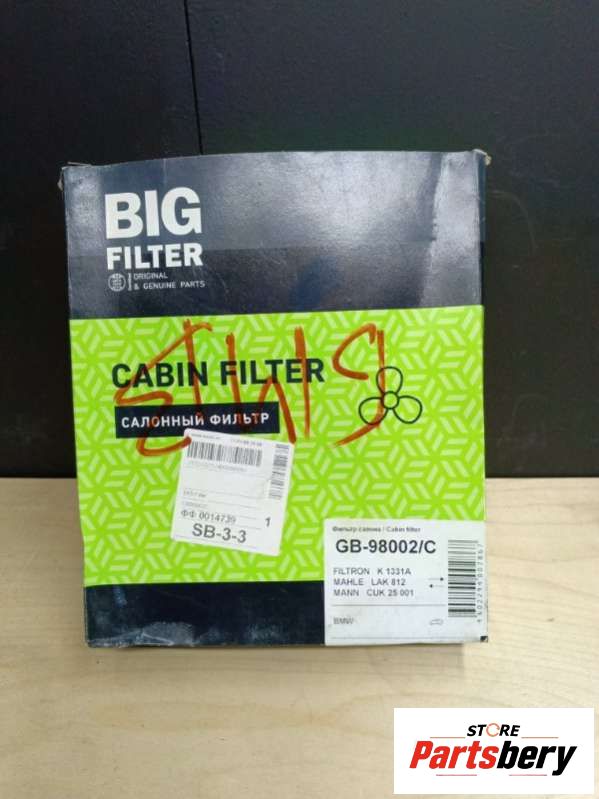 BIG
FILTER
ORIGINAL
& GENUINE PARTS
CABIN FILTER
САЛОННЫЙ ФИЛЬТР
ФФ 0014739
1
SB-3-3
Фильтр салона / Cabin filter
GB-98002/C
FILTRON K 1331A
MAHLE LAK 812
MANN CUK 25 001
BMW
STORE
Partsbery